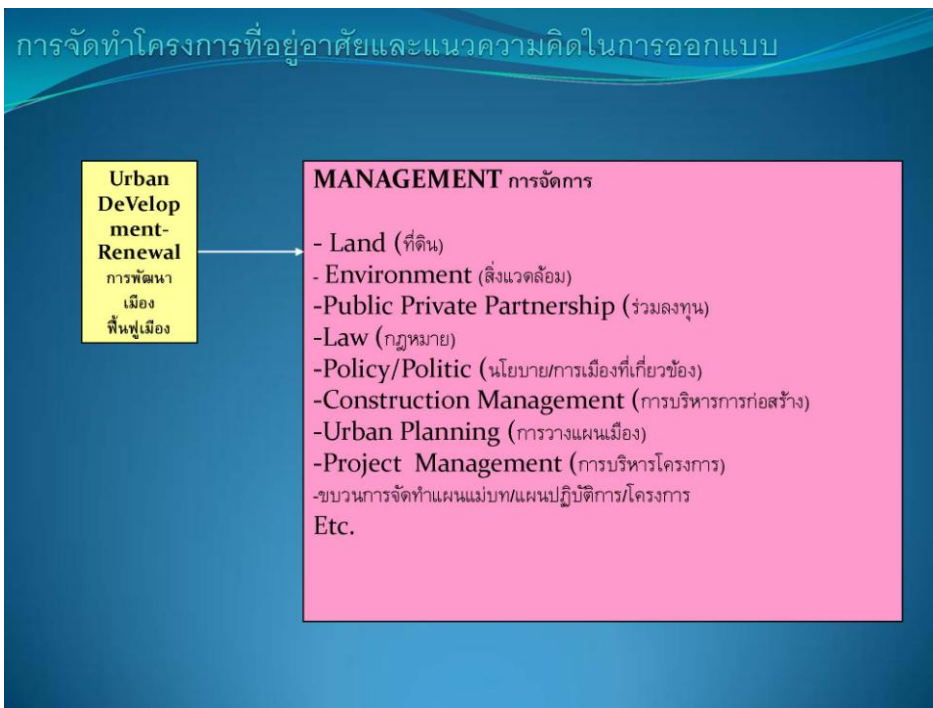 การจัดทำโครงการที่อยู่อาศัยและแนวความคิดในการออกแบบ
Urban
DeVelop
ment-
Renewal
การพัฒนา
เมือง
ฟื้นฟูเมือง
MANAGEMENT การจัดการ
- Land (ที่ดิน)
- Environment (สิ่งแวดล้อม)
-Public Private Partnership (ร่วมลงทุน)
-Law (กฎหมาย)
-Policy/Politic (นโยบาย/การเมืองที่เกี่ยวข้อง)
-Construction Management (การบริหารการก่อสร้าง)
-Urban Planning (การวางแผนเมือง)
-Project  Management (การบริหารโครงการ)
-ขบวนการจัดทำแผนแม่บท/แผนปฏิบัติการ/โครงการ
Etc.